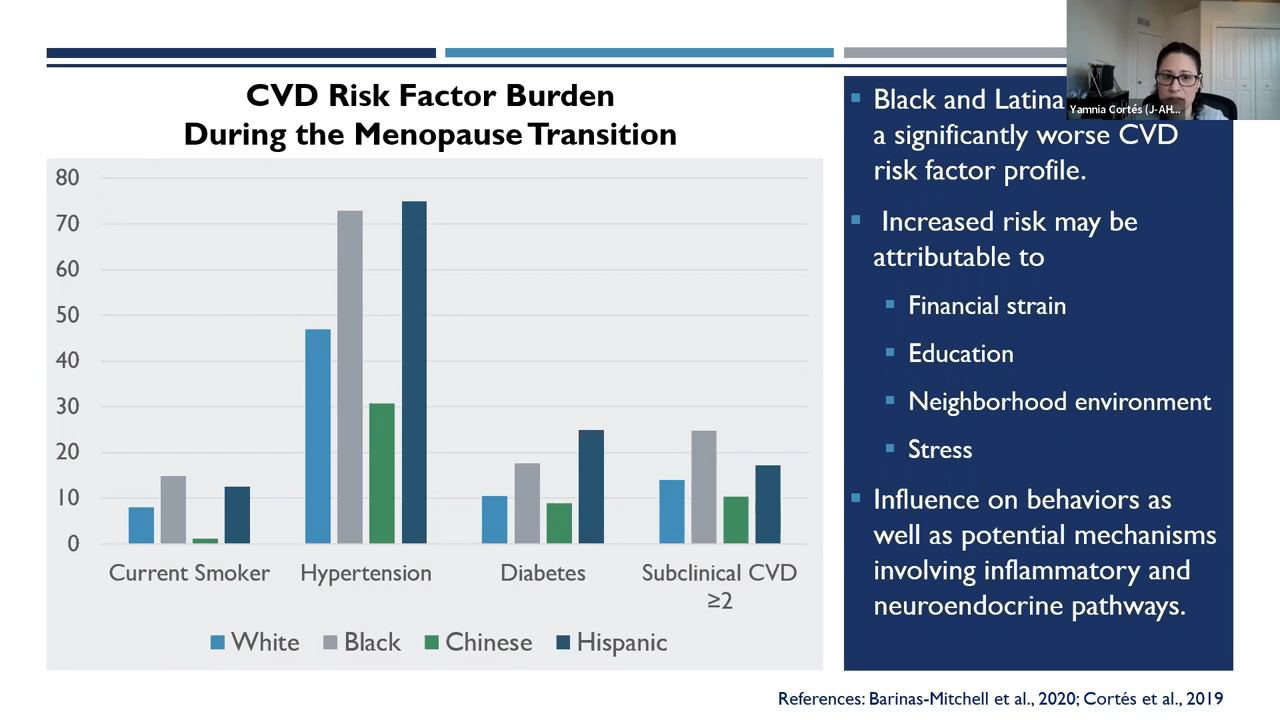 CVD Risk Factor Burden
During the Menopause Transition
80
70
60
50
40
30
20
10
0
Current Smoker
Hypertension
Diabetes
Subclinical CVD
≥2
White
Black
Chinese
Hispanic
Yamnia Cortés (J-AH...
Black and Latina
a significantly worse CVD
risk factor profile.
Increased risk may be
attributable to
Financial strain
Education
Neighborhood environment
Stress
Influence on behaviors as
well as potential mechanisms
involving inflammatory and
neuroendocrine pathways.
References: Barinas-Mitchell et al., 2020; Cortés et al., 2019